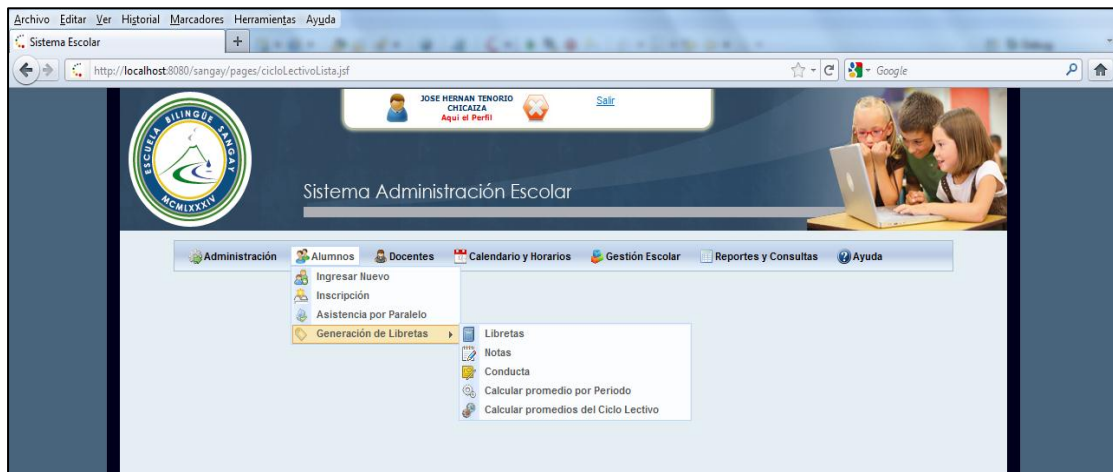 Archivo Editar Ver Historial Marcadores Herramientas Ayuda
Sistema Escolar
http://localhost:8080/sangay/pages/cicloLectivoLista.jsf
Google
ESCUELA BILINGÜE SANGAY
MCMLXXXIV
JOSE HERNAN TENORIO
CHICAIZA
Aqui el Perfil
Salir
Sistema Administración Escolar
Administración Alumnos Docentes Calendario y Horarios Gestión Escolar Reportes y Consultas Ayuda
Ingresar Nuevo
Inscripción
Asistencia por Paralelo
Generación de Libretas
Libretas
Notas
Conducta
Calcular promedio por Periodo
Calcular promedios del Ciclo Lectivo